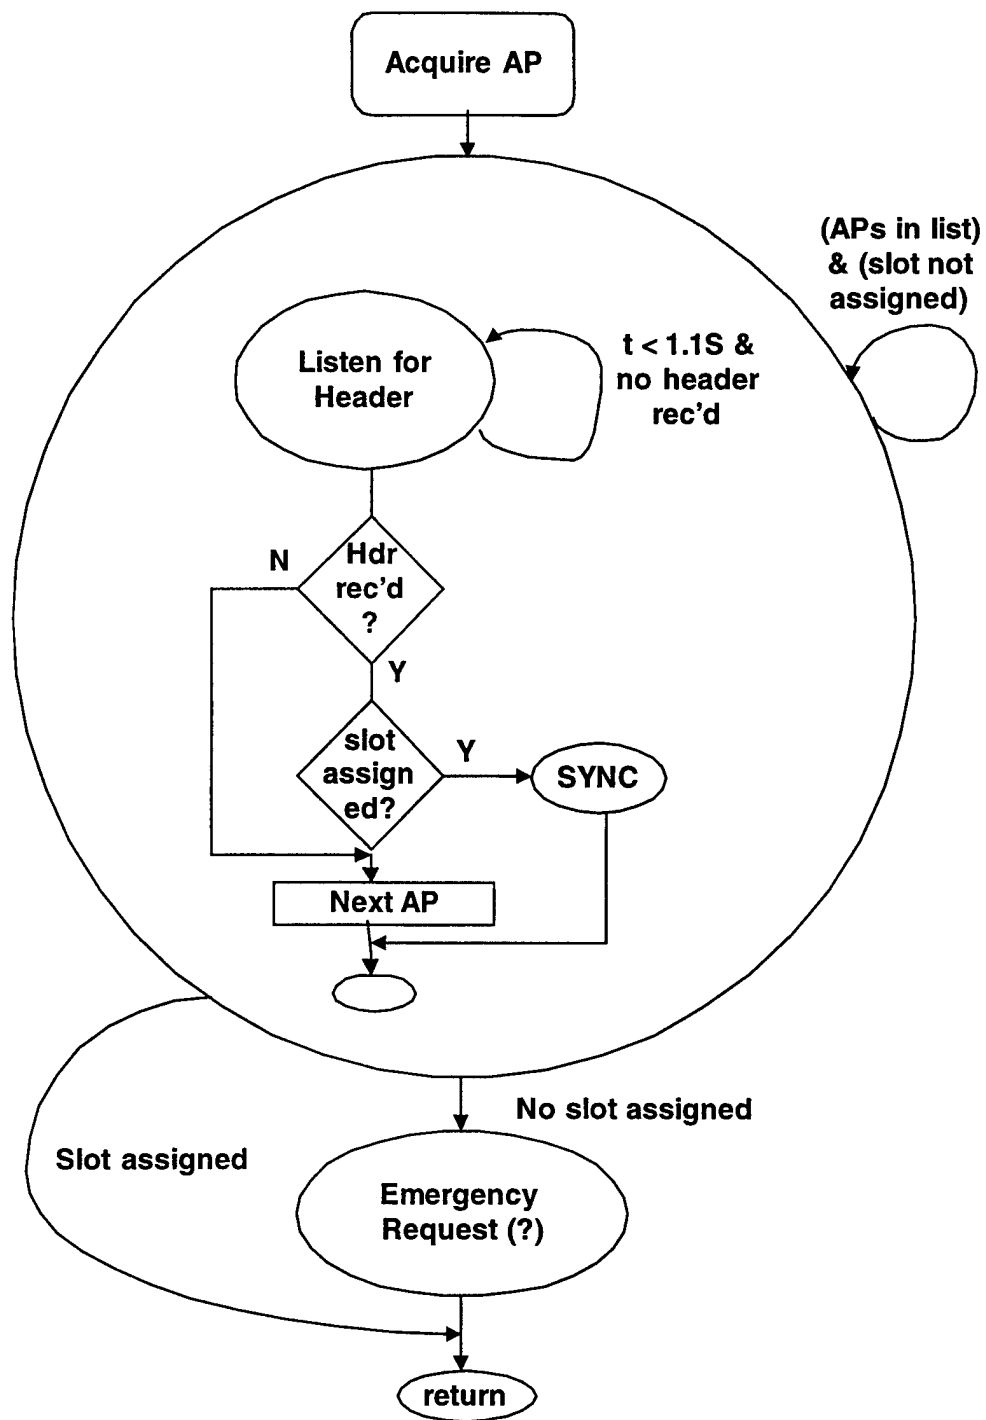 Acquire AP
(APs in list)
& (slot not
assigned)
Listen for
Header
t < 1.1S &
no header
rec'd
N
Hdr
rec'd
?
Y
slot
assign
ed?
Y
SYNC
Next AP
No slot assigned
Slot assigned
Emergency
Request (?)
return